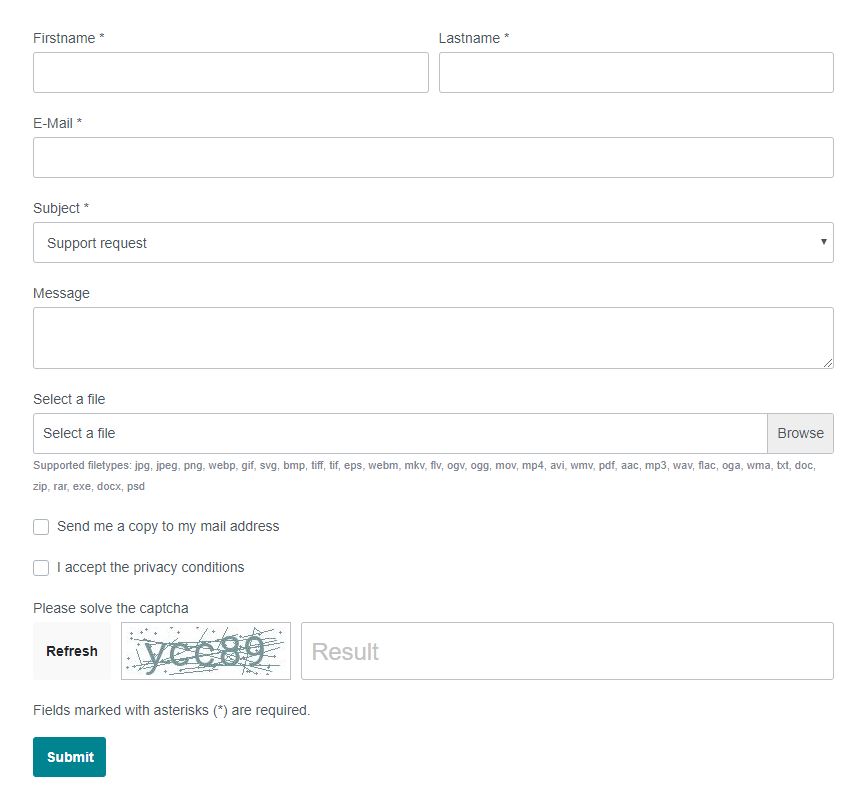 Firstname *
Lastname *
E-Mail *
Subject *
Support request
Message
Select a file
Select a file
Browse
Supported filetypes: jpg, jpeg, png, webp, gif, svg, bmp, tiff, tif, eps, webm, mkv, flv, ogv, ogg, mov, mp4, avi, wmv, pdf, aac, mp3, wav, flac, oga, wma, txt, doc,
zip, rar, exe, docx, psd
Send me a copy to my mail address
I accept the privacy conditions
Please solve the captcha
Refresh
ycc89
Result
Fields marked with asterisks (*) are required.
Submit